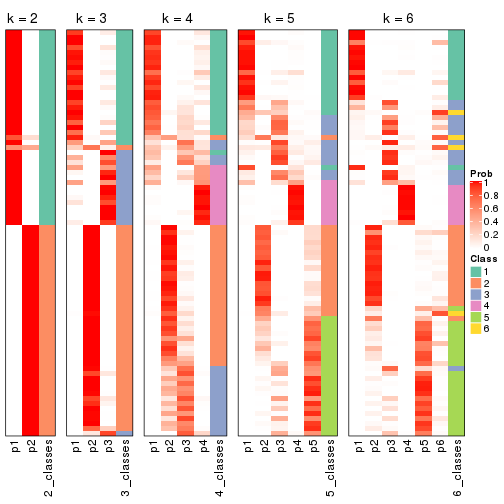 k = 2
k = 3
k = 4
k = 5
k = 6
Prob
1
0.8
0.6
0.4
0.2
0
Class
1
2
3
4
5
6
p1
p2
2_classes
p1
p2
p3
3_classes
p1
p2
p3
p4
4_classes
p1
p2
p3
p4
p5
5_classes
p1
p2
p3
p4
p5
p6
6_classes